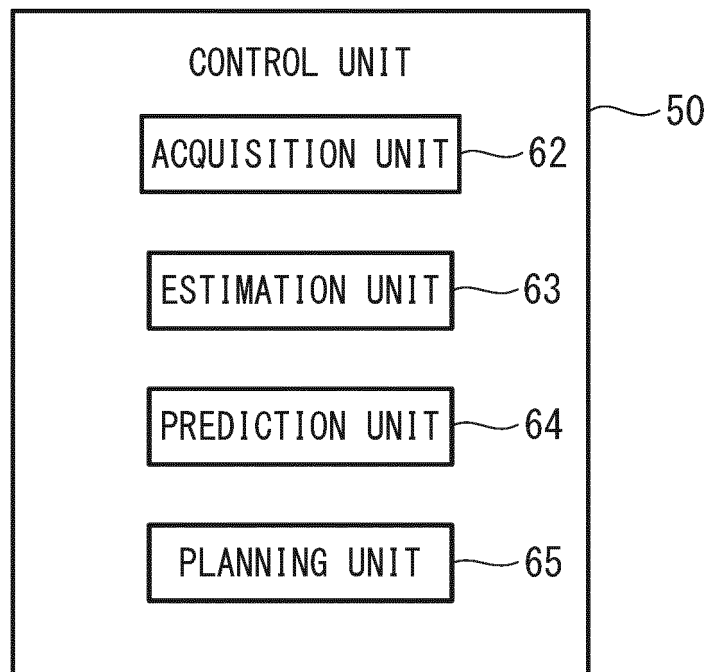 CONTROL UNIT
50
ACQUISITION UNIT 62
ESTIMATION UNIT 63
PREDICTION UNIT 64
PLANNING UNIT 65